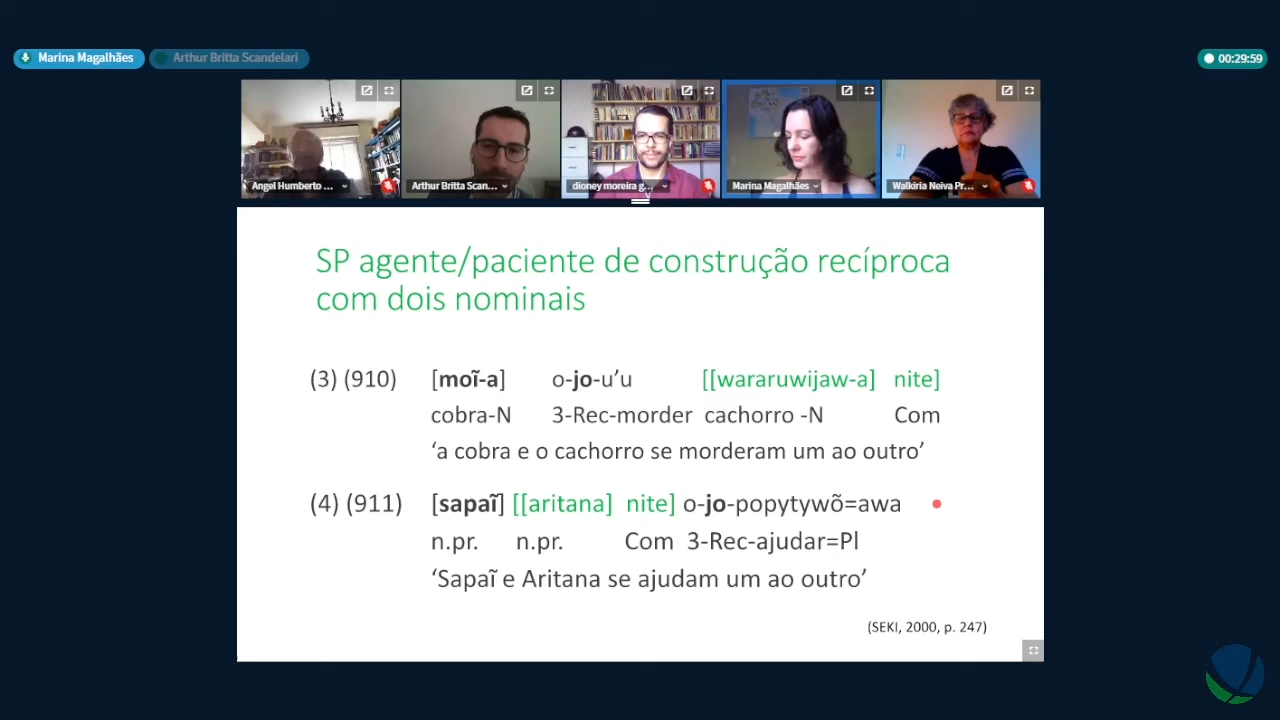 Marina Magalhães Arthur Britta Scandelari
00:29:59
Angel Humberto ... Arthur Britta Scan... dioney moreira g... Marina Magalhães Walkiria Neiva Pr...
SP agente/paciente de construção recíproca
com dois nominais
(3) (910) [moĩ-a] o-jo-u’u [[wararuwijaw-a] nite]
cobra-N 3-Rec-morder cachorro -N Com
‘a cobra e o cachorro se morderam um ao outro’
(4) (911) [sapaĩ] [[aritana] nite] o-jo-popytywõ=awa
n.pr. n.pr. Com 3-Rec-ajudar=Pl
‘Sapaĩ e Aritana se ajudam um ao outro’
(SEKI, 2000, p. 247)